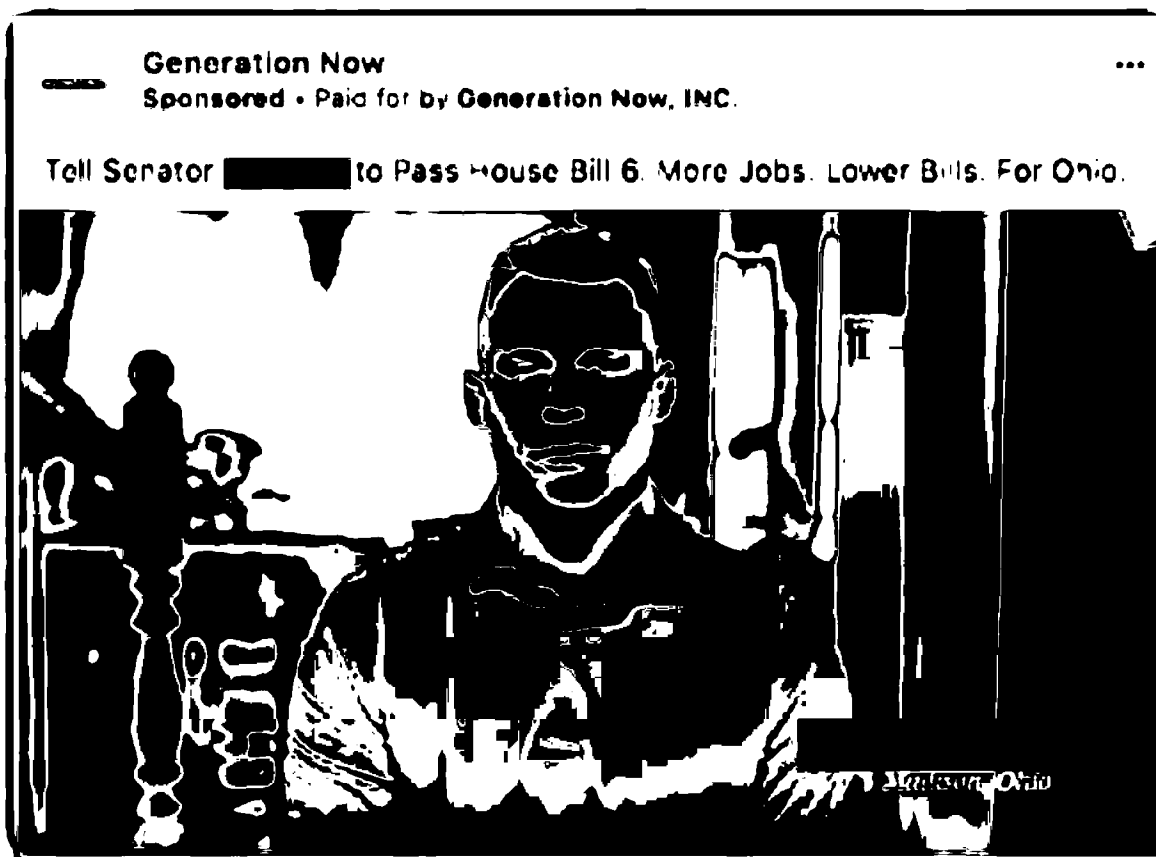 Generation Now
Sponsored • Paid for by Generation Now, INC.
Tell Senator to Pass House Bill 6. More Jobs. Lower Bills. For Ohio.
Madison, Ohio